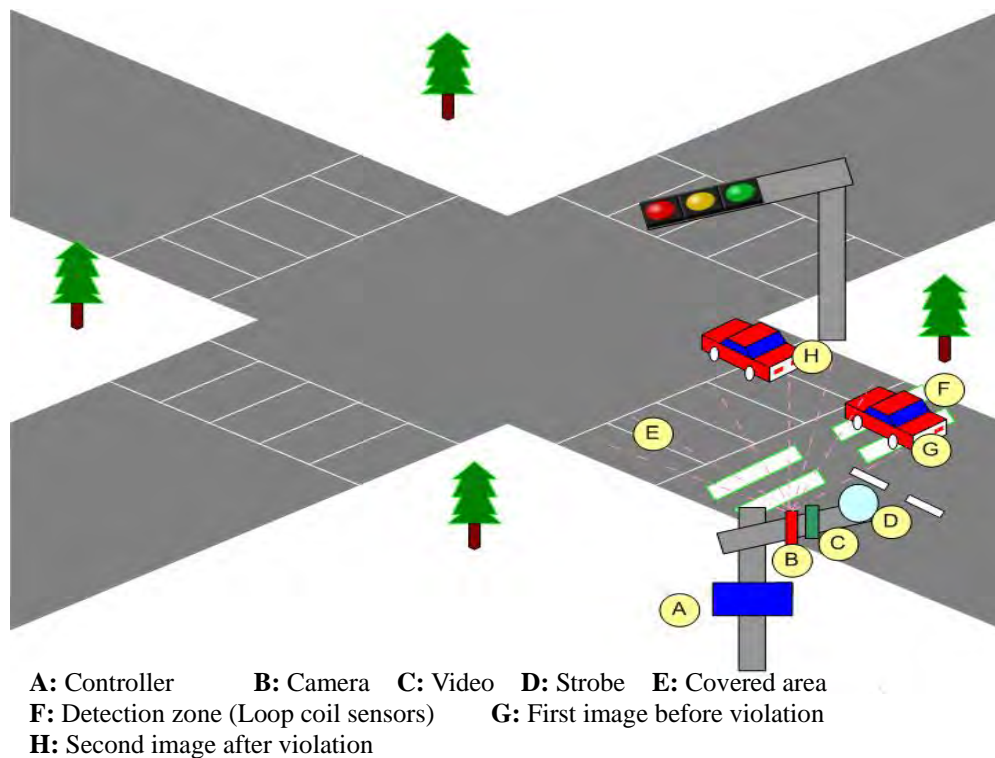 H
F
E
G
D
C
B
A
A: Controller B: Camera C: Video D: Strobe E: Covered area
F: Detection zone (Loop coil sensors) G: First image before violation
H: Second image after violation